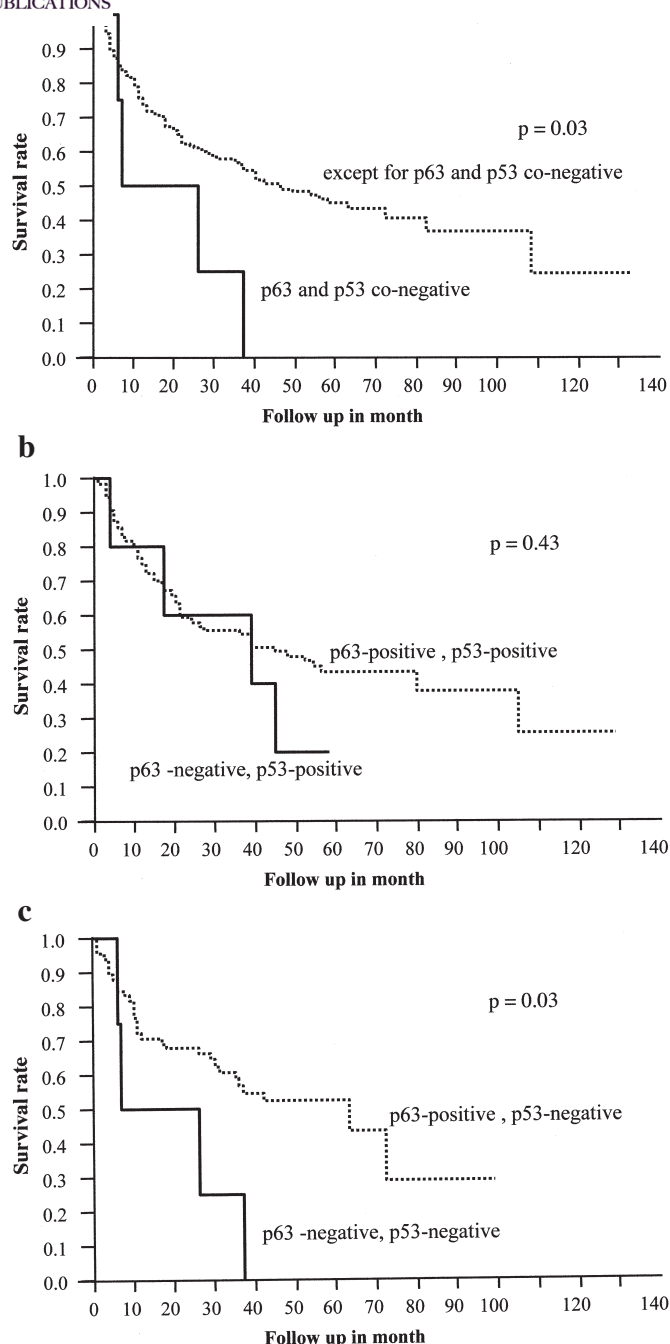 UBLICATIONS
0.9
0.8
p = 0.03
0.7
0.6
except for p63 and p53 co-negative
0.5
0.4
0.3
p63 and p53 co-negative
0.2
0.1
0.0
Survival rate
0 10 20 30 40 50 60 70 80 90 100 120 140
Follow up in month
b
1.0
0.9
p = 0.43
0.8
0.7
0.6
p63-positive , p53-positive
0.5
0.4
0.3
0.2
p63 -negative, p53-positive
0.1
0.0
Survival rate
0 10 20 30 40 50 60 70 80 90 100 120 140
Follow up in month
c
1.0
0.9
p = 0.03
0.8
0.7
0.6
p63-positive , p53-negative
0.5
0.4
0.3
p63 -negative, p53-negative
0.2
0.1
0.0
Survival rate
0 10 20 30 40 50 60 70 80 90 100 120 140
Follow up in month